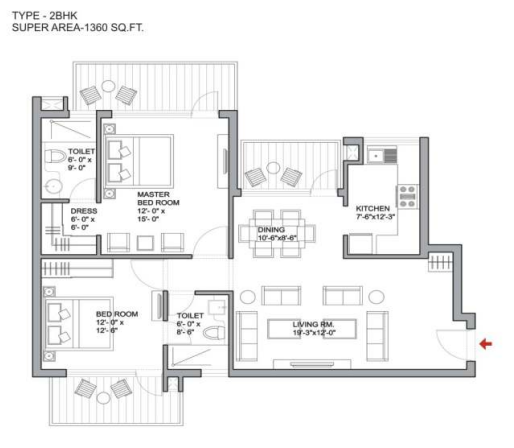 TYPE - 2BHK
SUPER AREA-1360 SQ.FT.
TOILET
6'- 0" x
9'- 0"
MASTER
BED ROOM
12'- 0" x
15'- 0"
DRESS
6'- 0" x
6'- 0"
KITCHEN
7'-6"x12'-3"
DINING
10'-6"x8'-6"
BED ROOM
12'- 0" x
12'- 6"
TOILET
6'- 0" x
8'- 6"
LIVING RM.
19'-3"x12'-0"